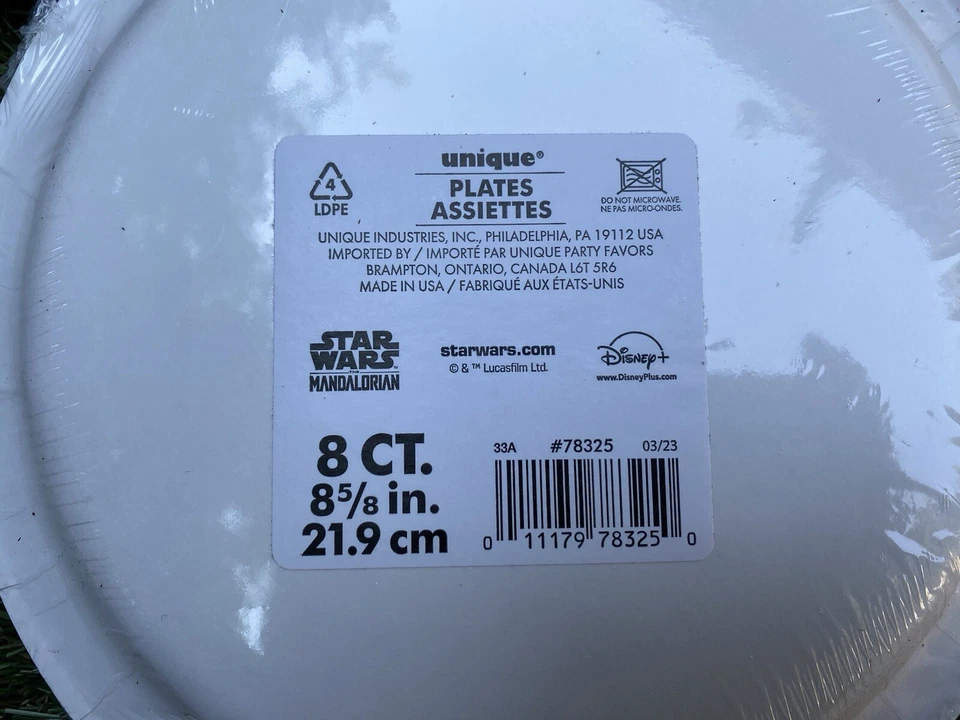 unique®
4
LDPE
PLATES
ASSIETTES
DO NOT MICROWAVE.
NE PAS MICRO-ONDES.
UNIQUE INDUSTRIES, INC., PHILADELPHIA, PA 19112 USA
IMPORTED BY / IMPORTÉ PAR UNIQUE PARTY FAVORS
BRAMPTON, ONTARIO, CANADA L6T 5R6
MADE IN USA / FABRIQUÉ AUX ÉTATS-UNIS
STAR
WARS™
THE
MANDALORIAN
starwars.com
© & ™ Lucasfilm Ltd.
Disney+
www.DisneyPlus.com
8 CT.
8⅝ in.
21.9 cm
33A #78325 03/23
0 11179 78325 0